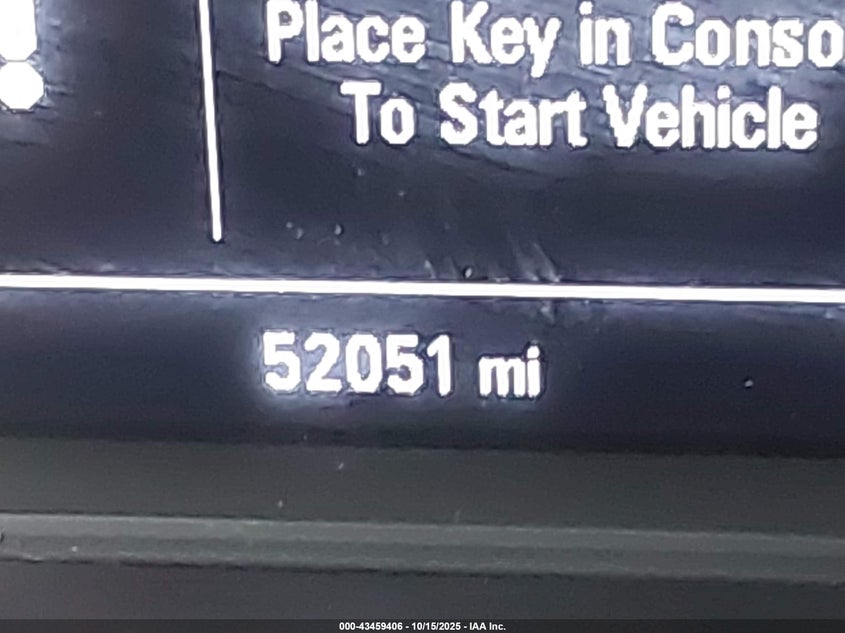 Place Key in Conso
To Start Vehicle
52051 mi
000-43459406 - 10/15/2025 - IAA Inc.